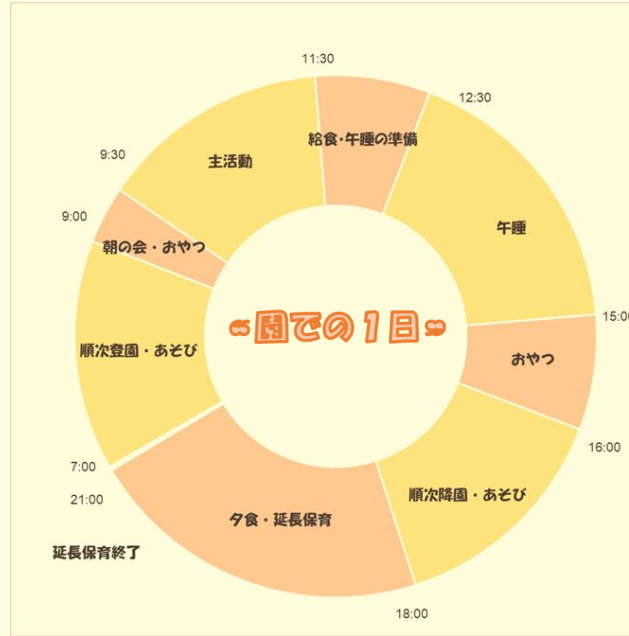 11:30
12:30
給食・午睡の準備
9:30
主活動
9:00
朝の会・おやつ
午睡
園での1日
15:00
順次登園・あそび
おやつ
16:00
7:00
21:00
順次降園・あそび
夕食・延長保育
延長保育終了
18:00